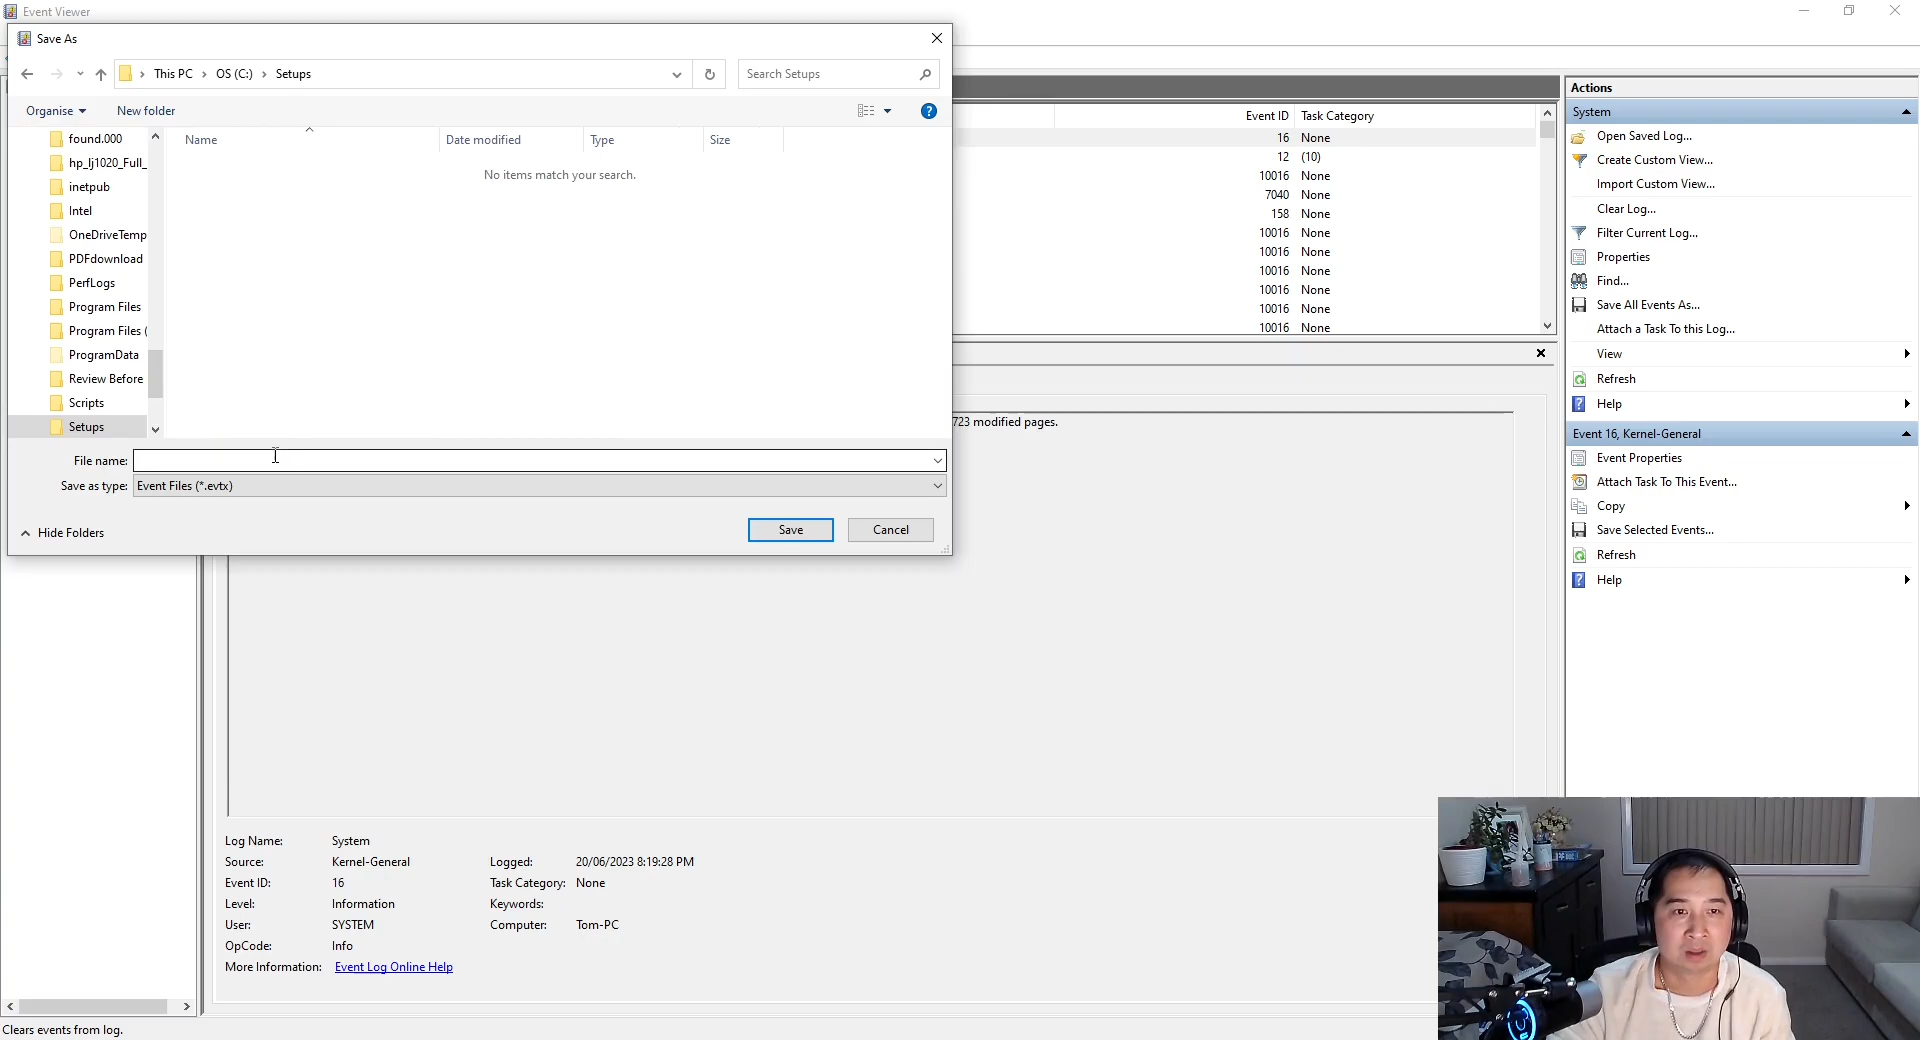 Event Viewer
Save As
This PC > OS (C:) > Setups
Search Setups
Organise
New folder
found.000
hp_lj1020_Full_
inetpub
Intel
OneDriveTemp
PDFdownload
PerfLogs
Program Files
Program Files (
ProgramData
Review Before
Scripts
Setups
Name
Date modified
Type
Size
No items match your search.
File name:
Save as type:
Event Files (*.evtx)
Hide Folders
Save
Cancel
Event ID
Task Category
16 None
12 (10)
10016 None
7040 None
158 None
10016 None
10016 None
10016 None
10016 None
10016 None
10016 None
723 modified pages.
Log Name: System
Source: Kernel-General
Logged: 20/06/2023 8:19:28 PM
Event ID: 16
Task Category: None
Level: Information
Keywords:
User: SYSTEM
Computer: Tom-PC
OpCode: Info
More Information: Event Log Online Help
Clears events from log.
Actions
System
Open Saved Log...
Create Custom View...
Import Custom View...
Clear Log...
Filter Current Log...
Properties
Find...
Save All Events As...
Attach a Task To this Log...
View
Refresh
Help
Event 16, Kernel-General
Event Properties
Attach Task To This Event...
Copy
Save Selected Events...
Refresh
Help